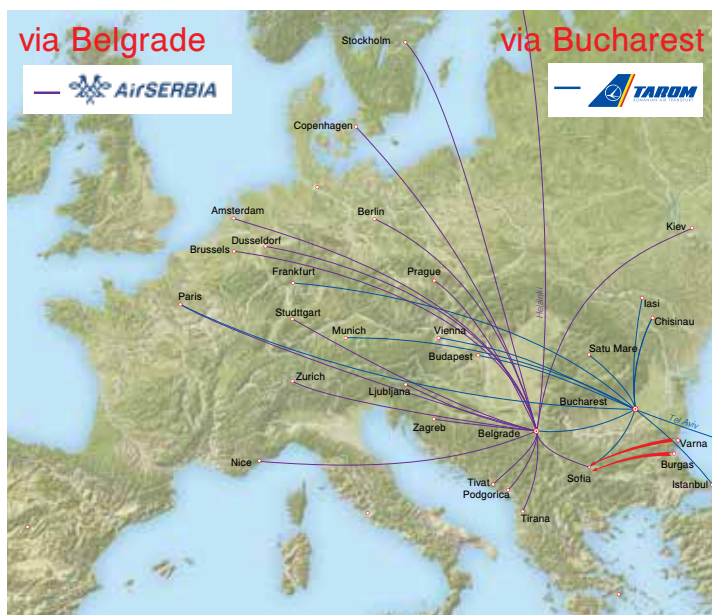 via Belgrade
AirSERBIA
via Bucharest
TAROM
ROMANIAN AIR TRANSPORT
Stockholm
Copenhagen
Amsterdam
Berlin
Kiev
Dusseldorf
Brussels
Frankfurt
Prague
Helsinki
Paris
Iasi
Studttgart
Chisinau
Munich
Vienna
Budapest
Satu Mare
Zurich
Ljubljana
Bucharest
Tel Aviv
Zagreb
Belgrade
Varna
Nice
Burgas
Sofia
Tivat
Istanbul
Podgorica
Tirana